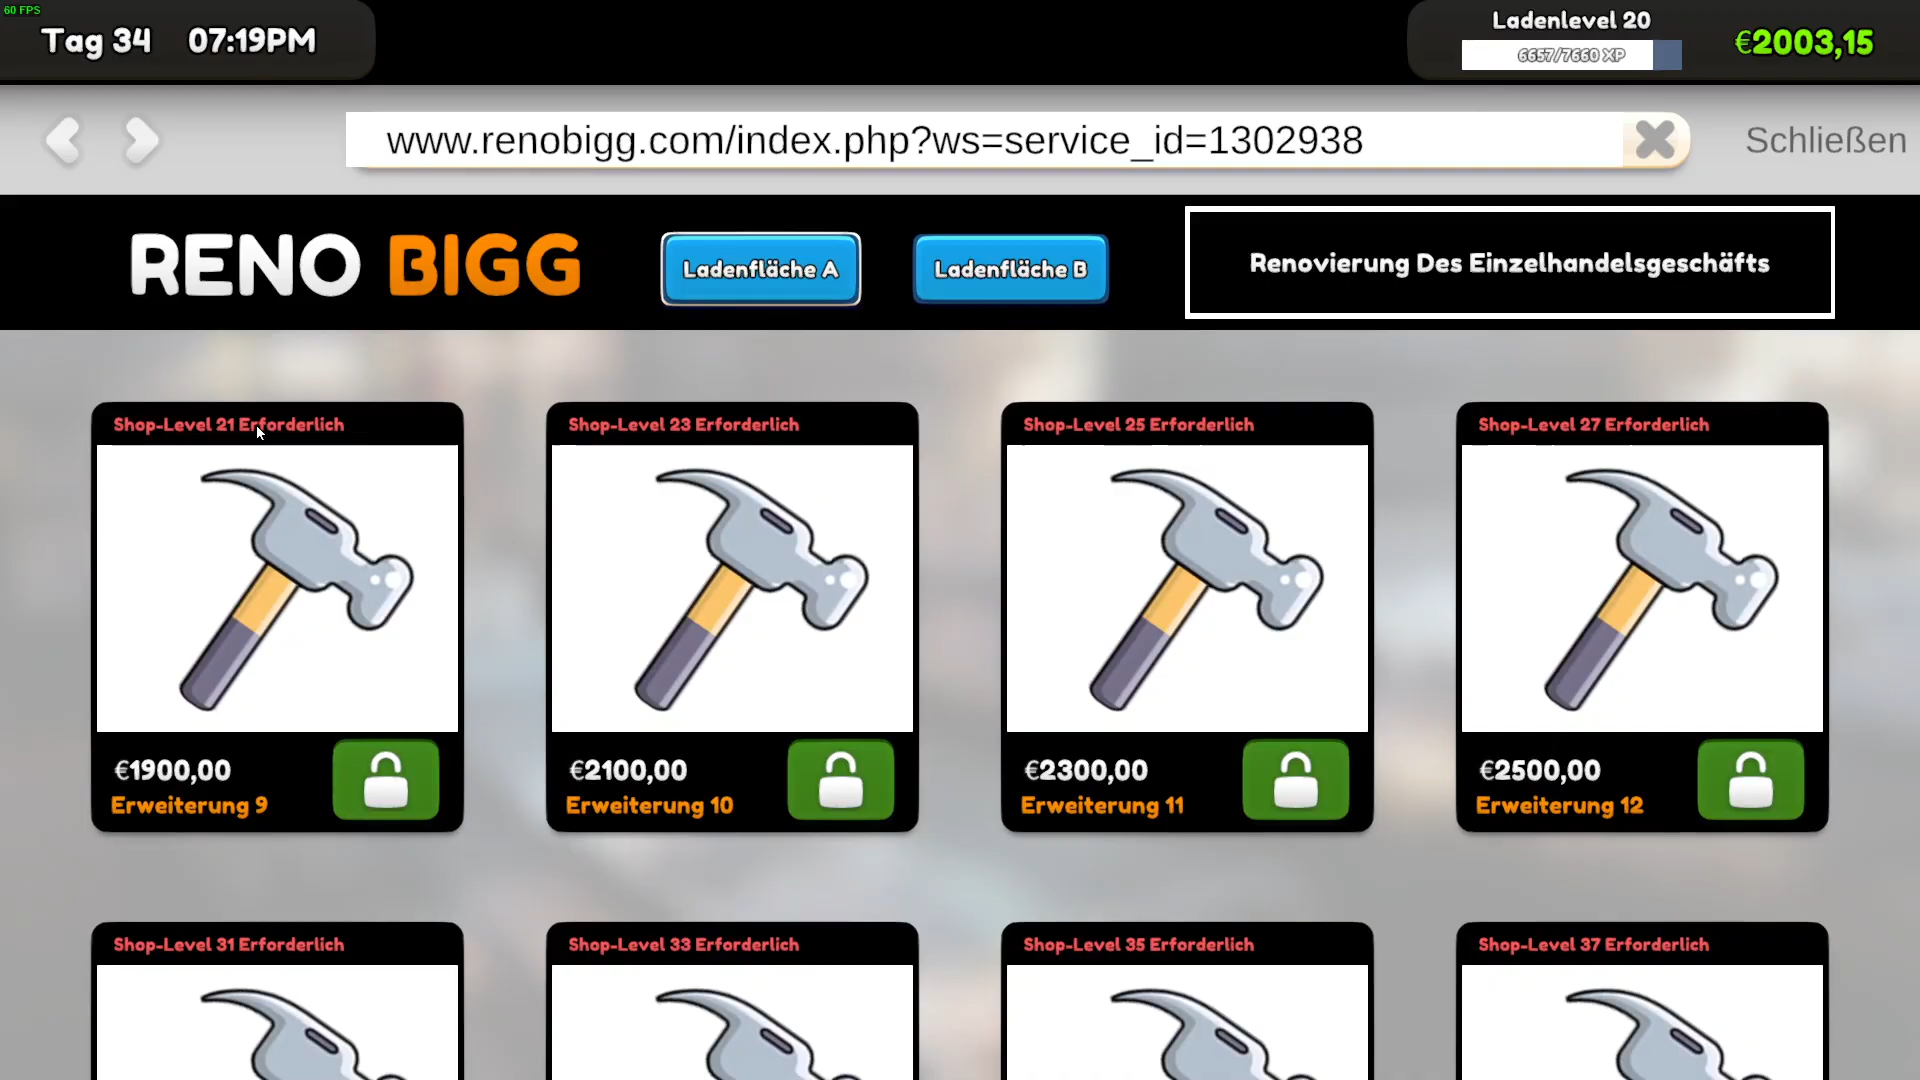 60 FPS
Tag 34 07:19PM
Ladenlevel 20
6657/7660 XP
€2003,15
www.renobigg.com/index.php?ws=service_id=1302938
Schließen
RENO BIGG
Ladenfläche A
Ladenfläche B
Renovierung Des Einzelhandelsgeschäfts
Shop-Level 21 Erforderlich
€1900,00
Erweiterung 9
Shop-Level 23 Erforderlich
€2100,00
Erweiterung 10
Shop-Level 25 Erforderlich
€2300,00
Erweiterung 11
Shop-Level 27 Erforderlich
€2500,00
Erweiterung 12
Shop-Level 31 Erforderlich
Shop-Level 33 Erforderlich
Shop-Level 35 Erforderlich
Shop-Level 37 Erforderlich